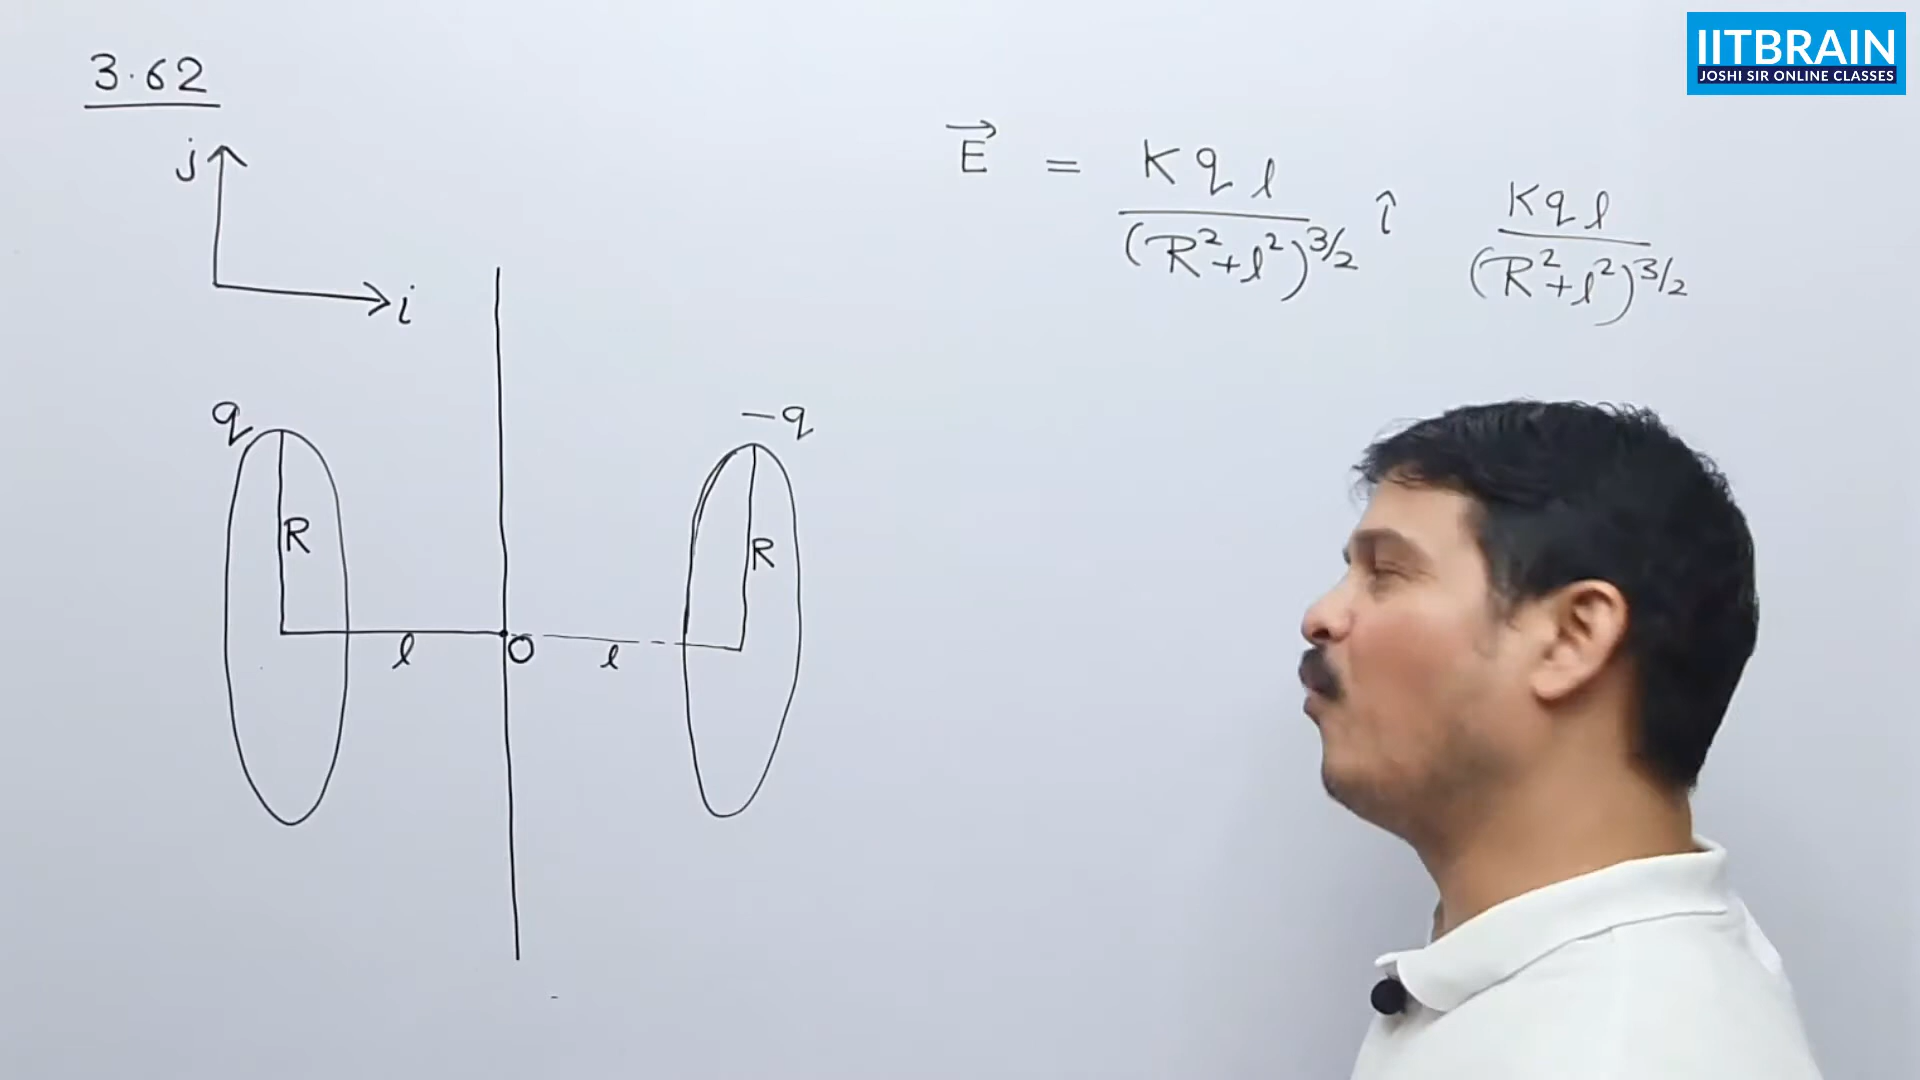 IITBRAIN
JOSHI SIR ONLINE CLASSES
3.62
j
i
E⃗ = Kql / (R²+l²)^3/2 î Kql / (R²+l²)^3/2
q
-q
R
R
l
O
l